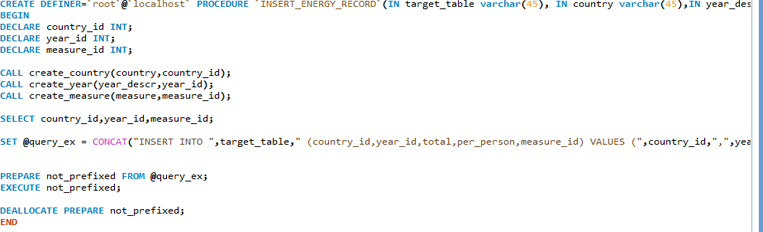 CREATE DEFINER=`root`@`localhost` PROCEDURE `INSERT_ENERGY_RECORD`(IN target_table varchar(45), IN country varchar(45),IN year_des
BEGIN
DECLARE country_id INT;
DECLARE year_id INT;
DECLARE measure_id INT;
CALL create_country(country,country_id);
CALL create_year(year_descr,year_id);
CALL create_measure(measure,measure_id);
SELECT country_id,year_id,measure_id;
SET @query_ex = CONCAT("INSERT INTO ",target_table," (country_id,year_id,total,per_person,measure_id) VALUES (",country_id,",",yea
PREPARE not_prefixed FROM @query_ex;
EXECUTE not_prefixed;
DEALLOCATE PREPARE not_prefixed;
END